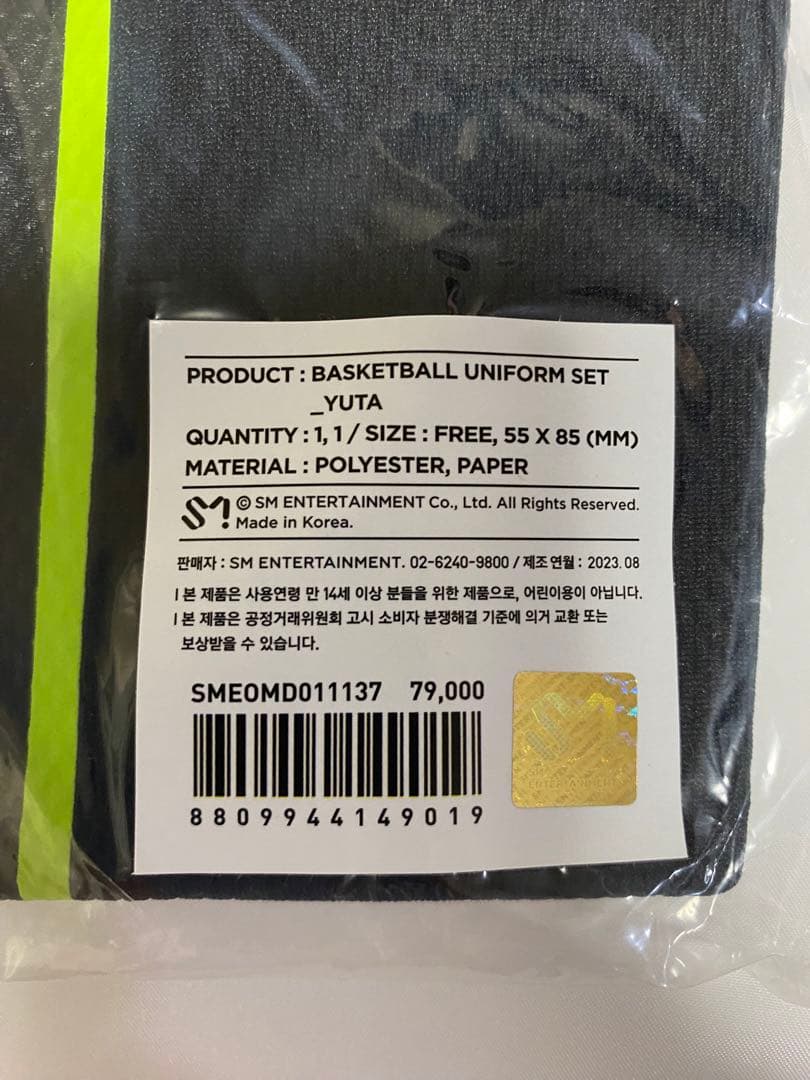 PRODUCT : BASKETBALL UNIFORM SET
_YUTA
QUANTITY : 1, 1 / SIZE : FREE, 55 X 85 (MM)
MATERIAL : POLYESTER, PAPER
SM! © SM ENTERTAINMENT Co., Ltd. All Rights Reserved.
Made in Korea.
판매자 : SM ENTERTAINMENT. 02-6240-9800 / 제조 연월 : 2023. 08
| 본 제품은 사용연령 만 14세 이상 분들을 위한 제품으로, 어린이용이 아닙니다.
| 본 제품은 공정거래위원회 고시 소비자 분쟁해결 기준에 의거 교환 또는
보상받을 수 있습니다.
SMEOMD011137 79,000
8809944149019
SM
ENTERTAINMENT